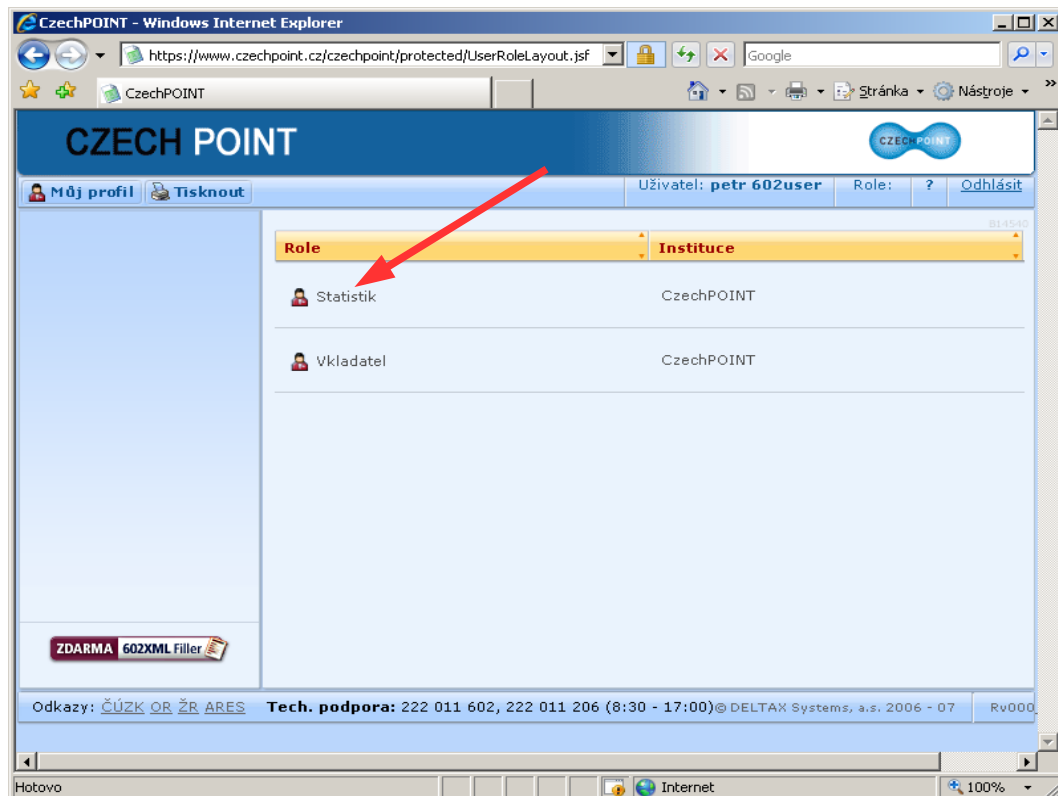 CzechPOINT - Windows Internet Explorer
https://www.czechpoint.cz/czechpoint/protected/UserRoleLayout.jsf
Google
CzechPOINT
Stránka
Nástroje
»
CZECH POINT
CZECHPOINT
Můj profil
Tisknout
Uživatel: petr 602user
Role:
?
Odhlásit
B14540
Role
Instituce
Statistik
CzechPOINT
Vkladatel
CzechPOINT
ZDARMA 602XML Filler
Odkazy: ČÚZK OR ŽR ARES
Tech. podpora: 222 011 602, 222 011 206 (8:30 - 17:00)© DELTAX Systems, a.s. 2006 - 07
Rv000
Hotovo
Internet
100%